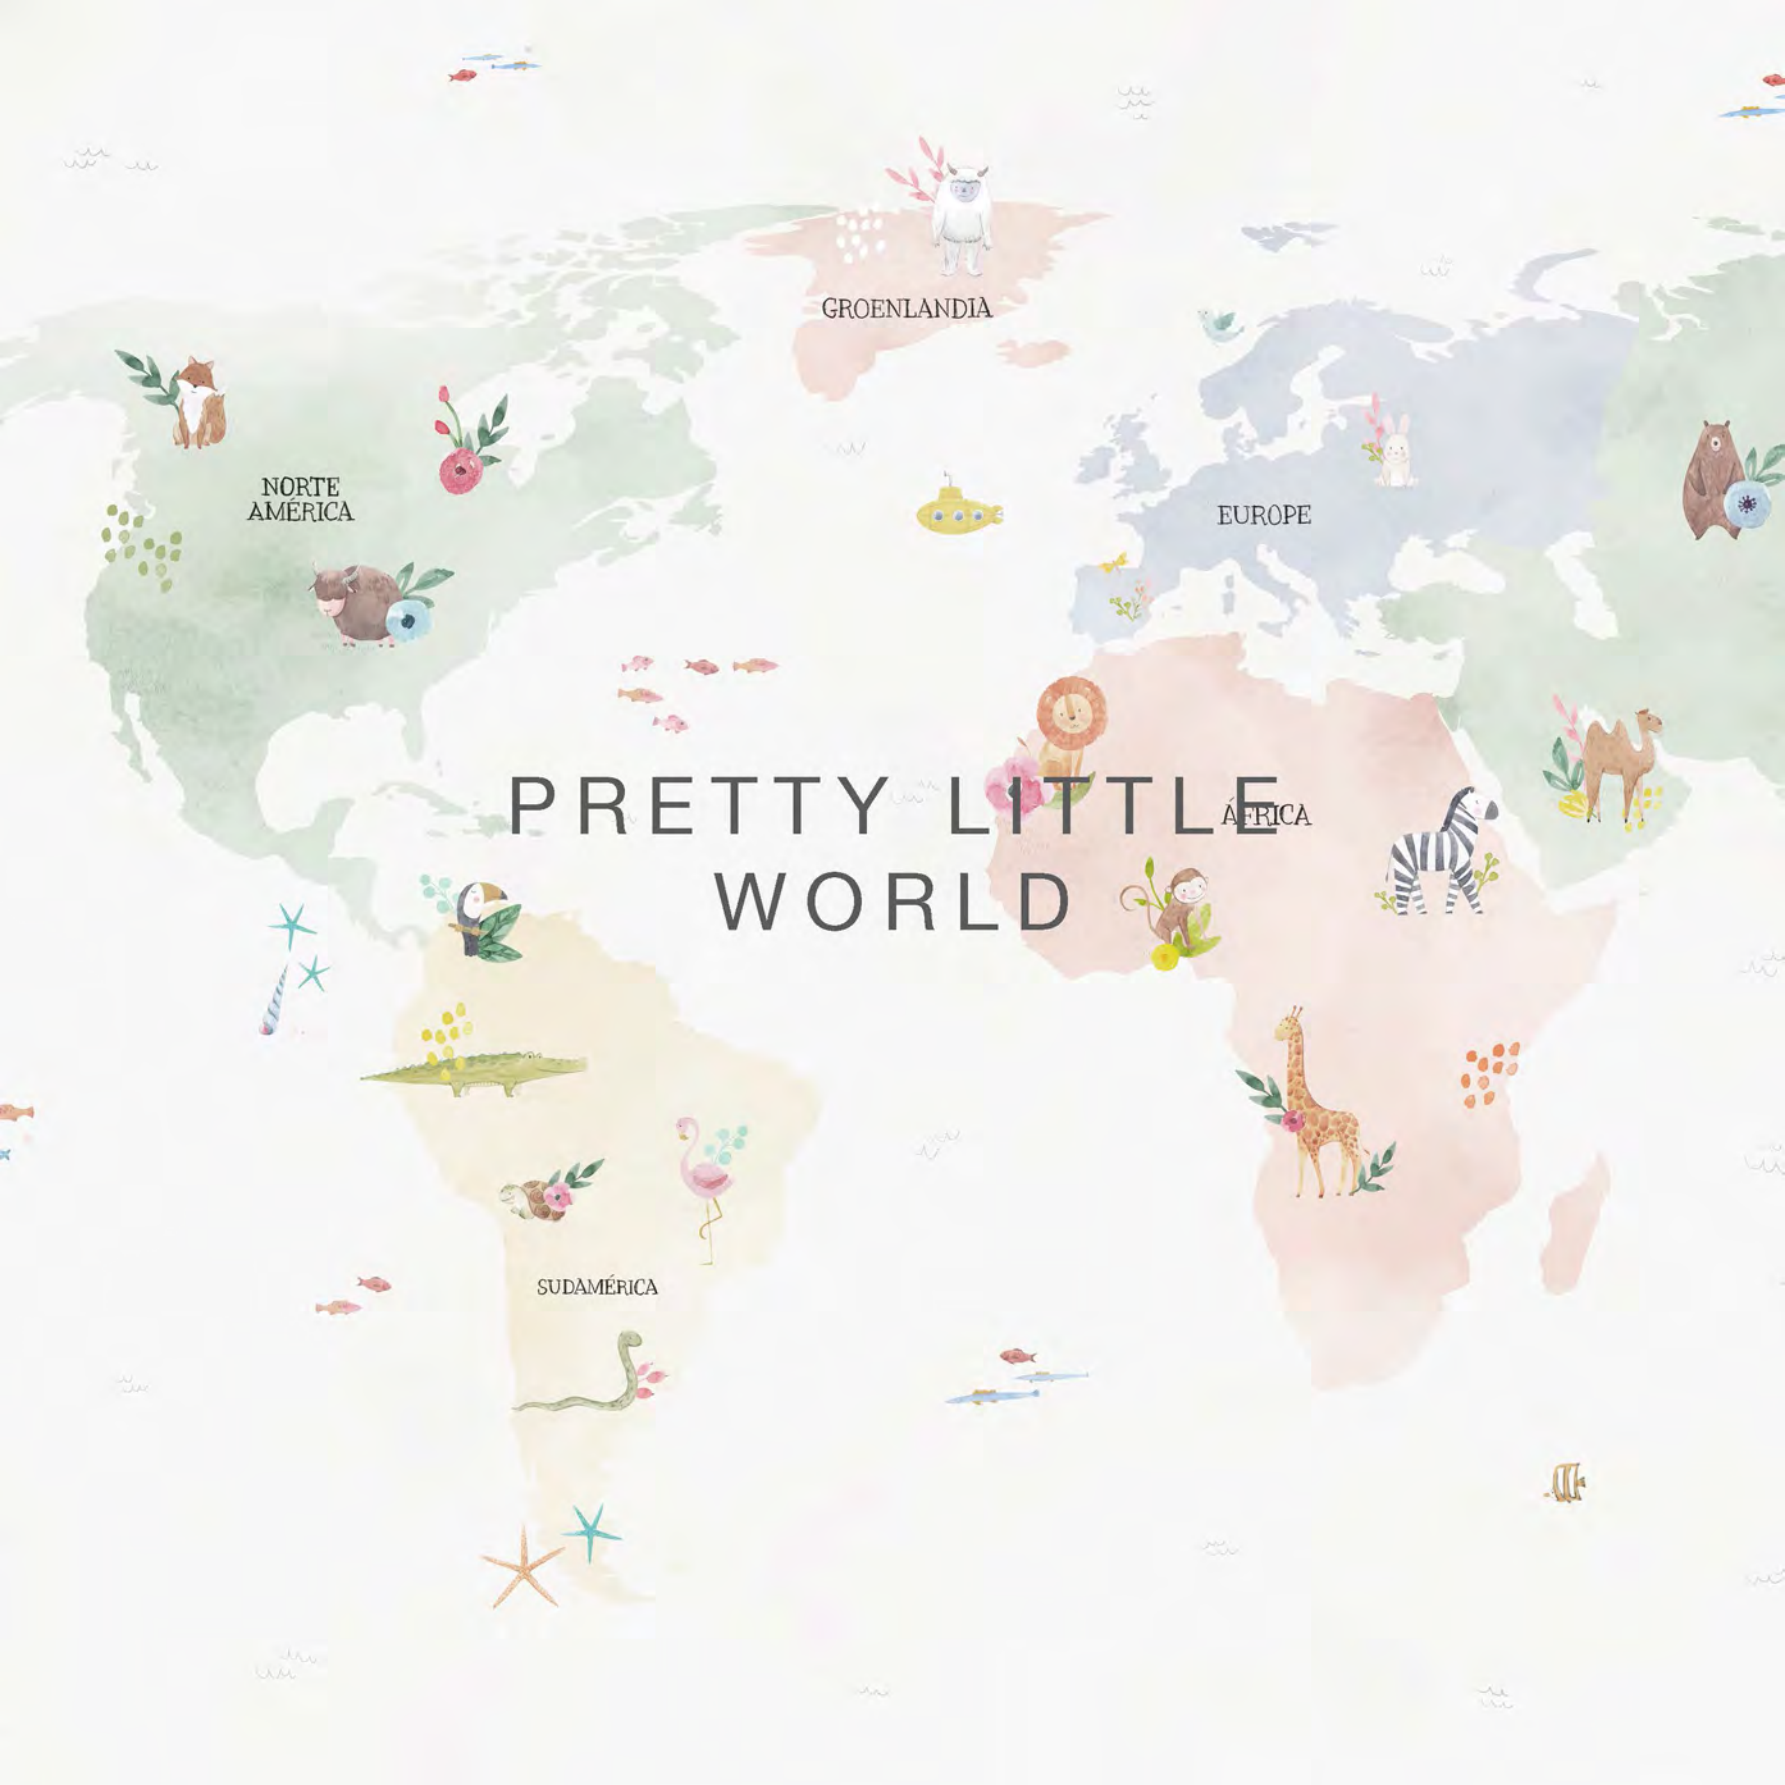 GROENLANDIA
NORTE
AMÉRICA
EUROPE
PRETTY LITTLE
ÁFRICA
WORLD
SUDAMÉRICA